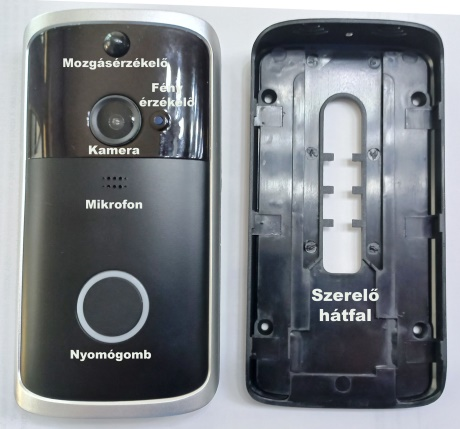 Mozgásérzékelő
Fény
érzékelő
Kamera
Mikrofon
Szerelő
hátfal
Nyomógomb